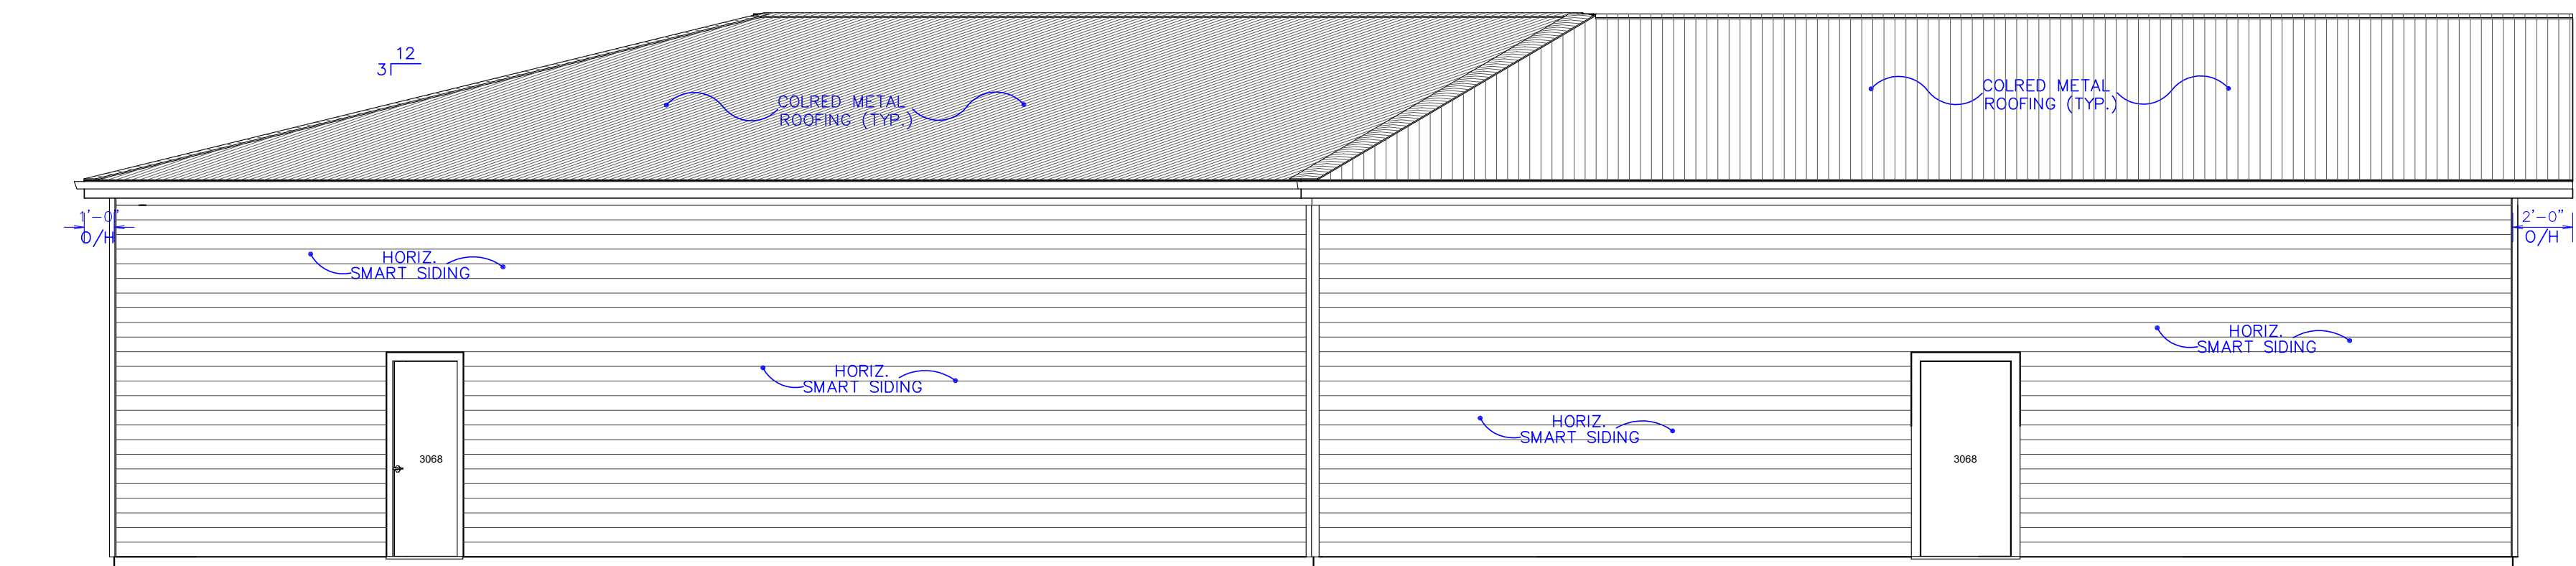 12
3
COLRED METAL
ROOFING (TYP.)
COLRED METAL
ROOFING (TYP.)
1'-0"
O/H
2'-0"
O/H
HORIZ.
SMART SIDING
HORIZ.
SMART SIDING
HORIZ.
SMART SIDING
HORIZ.
SMART SIDING
3068
3068